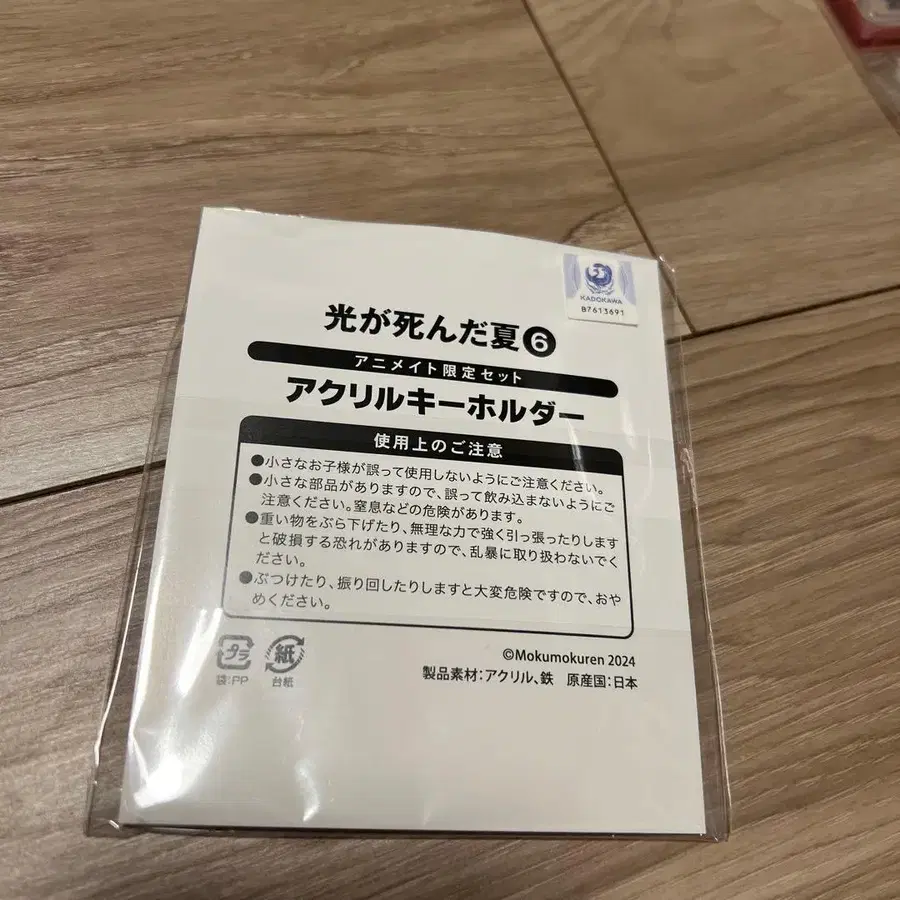 KADOKAWA
B7613691
光が死んだ夏❻
アニメイト限定セット
アクリルキーホルダー
使用上のご注意
●小さなお子様が誤って使用しないようにご注意ください。
●小さな部品がありますので、誤って飲み込まないようにご
注意ください。窒息などの危険があります。
●重い物をぶら下げたり、無理な力で強く引っ張ったりします
と破損する恐れがありますので、乱暴に取り扱わないでく
ださい。
●ぶつけたり、振り回したりしますと大変危険ですので、おや
めください。
プラ
紙
袋:PP
台紙
©Mokumokuren 2024
製品素材:アクリル、鉄 原産国:日本